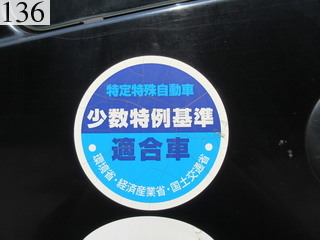 136
特定特殊自動車
少数特例基準
適合車
・環境省・経済産業省・国土交通省・